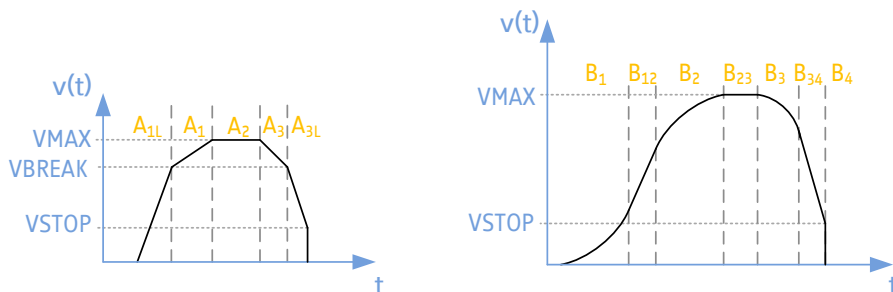 v(t)
A1L A1 A2 A3 A3L
VMAX
VBREAK
VSTOP
t
v(t)
B1 B12 B2 B23 B3 B34 B4
VMAX
VSTOP
t